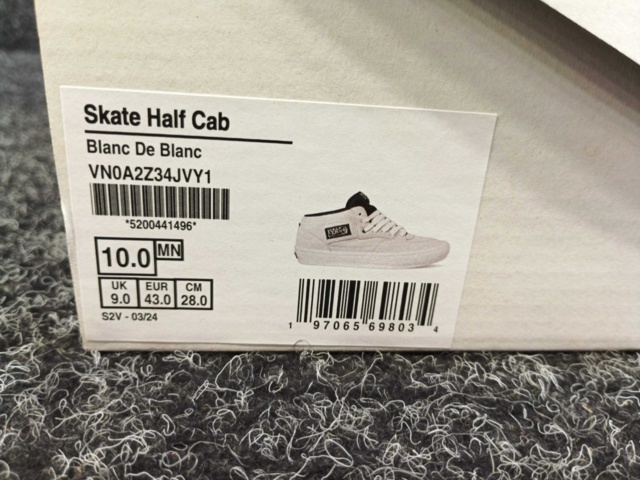 Skate Half Cab
Blanc De Blanc
VN0A2Z34JVY1
*5200441496*
10.0 MN
UK EUR CM
9.0 43.0 28.0
S2V - 03/24
1 97065 69803 4